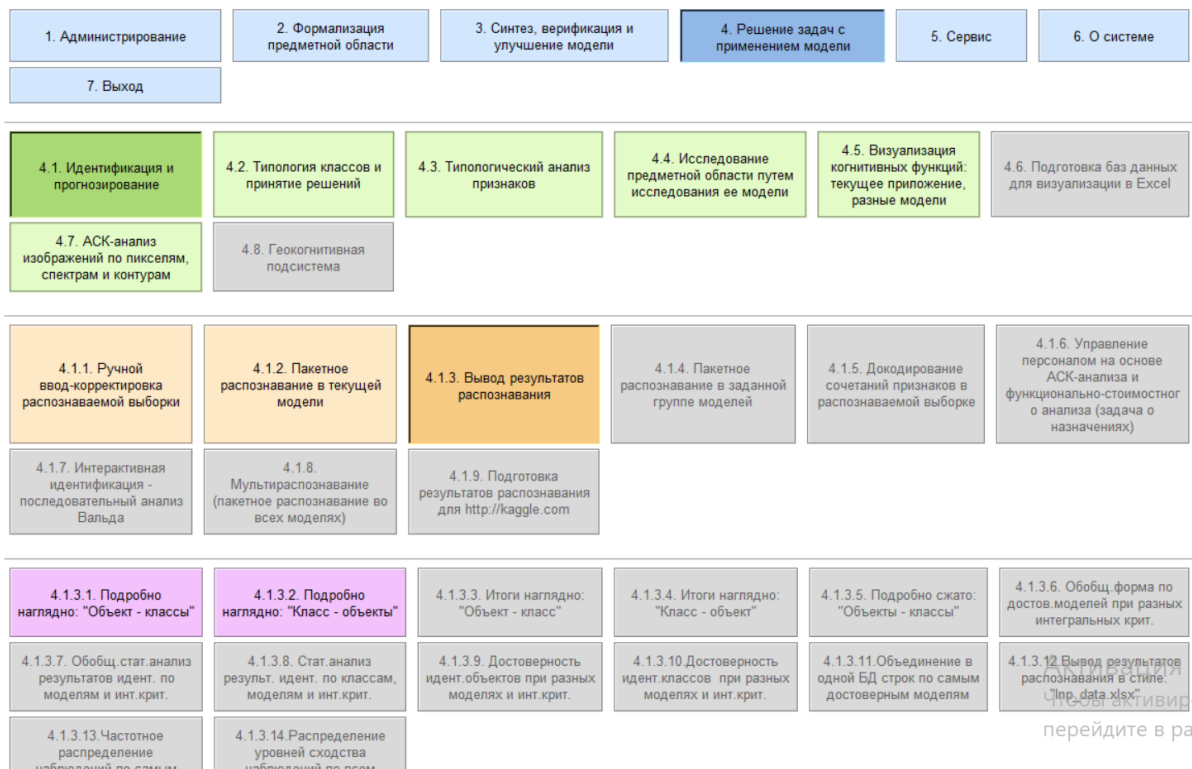 1. Администрирование
2. Формализация
предметной области
3. Синтез, верификация и
улучшение модели
4. Решение задач с
применением модели
5. Сервис
6. О системе
7. Выход
4.1. Идентификация и
прогнозирование
4.2. Типология классов и
принятие решений
4.3. Типологический анализ
признаков
4.4. Исследование
предметной области путем
исследования ее модели
4.5. Визуализация
когнитивных функций:
текущее приложение,
разные модели
4.6. Подготовка баз данных
для визуализации в Excel
4.7. АСК-анализ
изображений по пикселям,
спектрам и контурам
4.8. Геокогнитивная
подсистема
4.1.1. Ручной
ввод-корректировка
распознаваемой выборки
4.1.2. Пакетное
распознавание в текущей
модели
4.1.3. Вывод результатов
распознавания
4.1.4. Пакетное
распознавание в заданной
группе моделей
4.1.5. Докодирование
сочетаний признаков в
распознаваемой выборке
4.1.6. Управление
персоналом на основе
АСК-анализа и
функционально-стоимостног
о анализа (задача о
назначениях)
4.1.7. Интерактивная
идентификация -
последовательный анализ
Вальда
4.1.8.
Мультираспознавание
(пакетное распознавание во
всех моделях)
4.1.9. Подготовка
результатов распознавания
для http://kaggle.com
4.1.3.1. Подробно
наглядно: "Объект - классы"
4.1.3.2. Подробно
наглядно: "Класс - объекты"
4.1.3.3. Итоги наглядно:
"Объект - класс"
4.1.3.4. Итоги наглядно:
"Класс - объект"
4.1.3.5. Подробно сжато:
"Объекты - классы"
4.1.3.6. Обобщ.форма по
достов.моделей при разных
интегральных крит.
4.1.3.7. Обобщ.стат.анализ
результатов идент. по
моделям и инт.крит.
4.1.3.8. Стат.анализ
результ. идент. по классам,
моделям и инт.крит.
4.1.3.9. Достоверность
идент.объектов при разных
моделях и инт.крит.
4.1.3.10.Достоверность
идент.классов при разных
моделях и инт.крит.
4.1.3.11.Объединение в
одной БД строк по самым
достоверным моделям
4.1.3.12.Вывод результатов
распознавания в стиле:
"Inp_data.xlsx"
Активация
Чтобы активир
перейдите в ра
4.1.3.13.Частотное
распределение
наблюдений по самым
4.1.3.14.Распределение
уровней сходства
наблюдений по всем